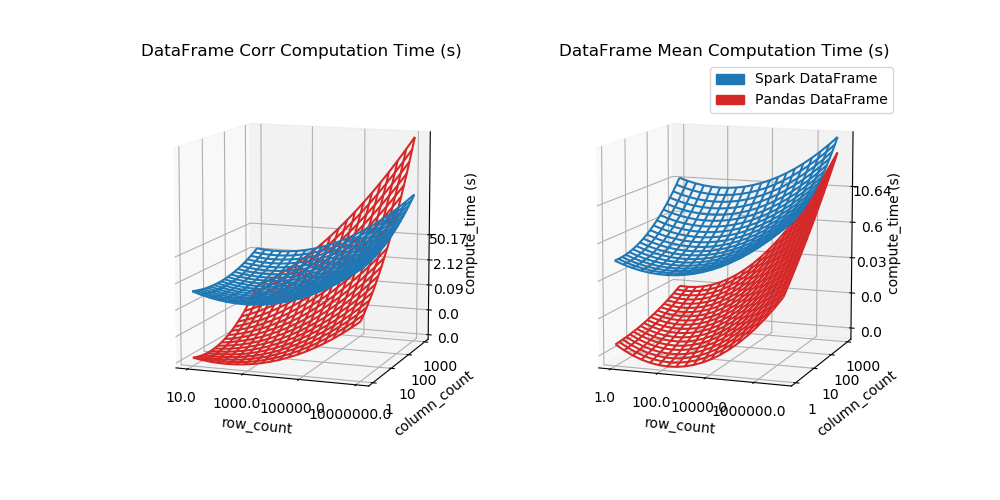 DataFrame Corr Computation Time (s)
50.17
2.12
0.09
0.0
0.0
compute_time (s)
1000
100
10
1
column_count
10.0
1000.0
100000.0
10000000.0
row_count
DataFrame Mean Computation Time (s)
Spark DataFrame
Pandas DataFrame
10.64
0.6
0.03
0.0
0.0
compute_time (s)
1000
100
10
1
column_count
1.0
100.0
10000.0
1000000.0
row_count